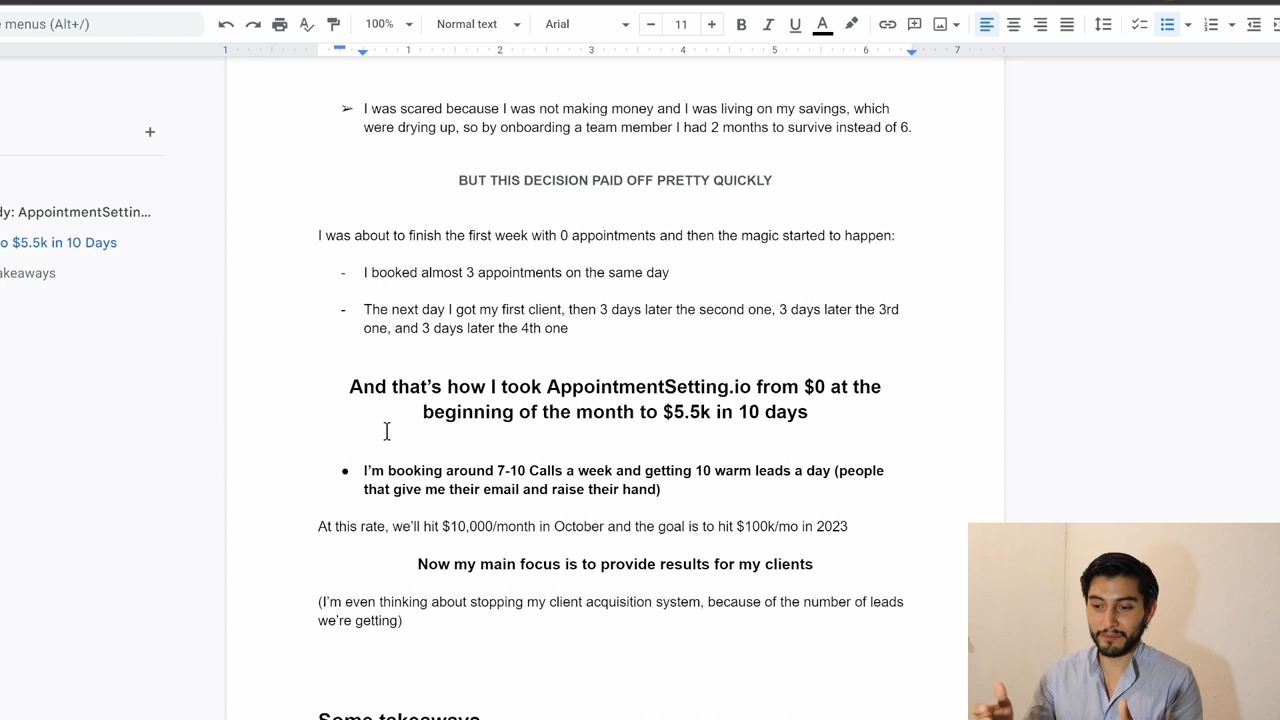 e menus (Alt+/)
100%
Normal text
Arial
11
B I U A
1 1 2 3 4 5 6 7
➢ I was scared because I was not making money and I was living on my savings, which
were drying up, so by onboarding a team member I had 2 months to survive instead of 6.
BUT THIS DECISION PAID OFF PRETTY QUICKLY
dy: AppointmentSettin...
o $5.5k in 10 Days
akeaways
I was about to finish the first week with 0 appointments and then the magic started to happen:
- I booked almost 3 appointments on the same day
- The next day I got my first client, then 3 days later the second one, 3 days later the 3rd
one, and 3 days later the 4th one
And that’s how I took AppointmentSetting.io from $0 at the
beginning of the month to $5.5k in 10 days
● I’m booking around 7-10 Calls a week and getting 10 warm leads a day (people
that give me their email and raise their hand)
At this rate, we’ll hit $10,000/month in October and the goal is to hit $100k/mo in 2023
Now my main focus is to provide results for my clients
(I’m even thinking about stopping my client acquisition system, because of the number of leads
we’re getting)
Some takeaways